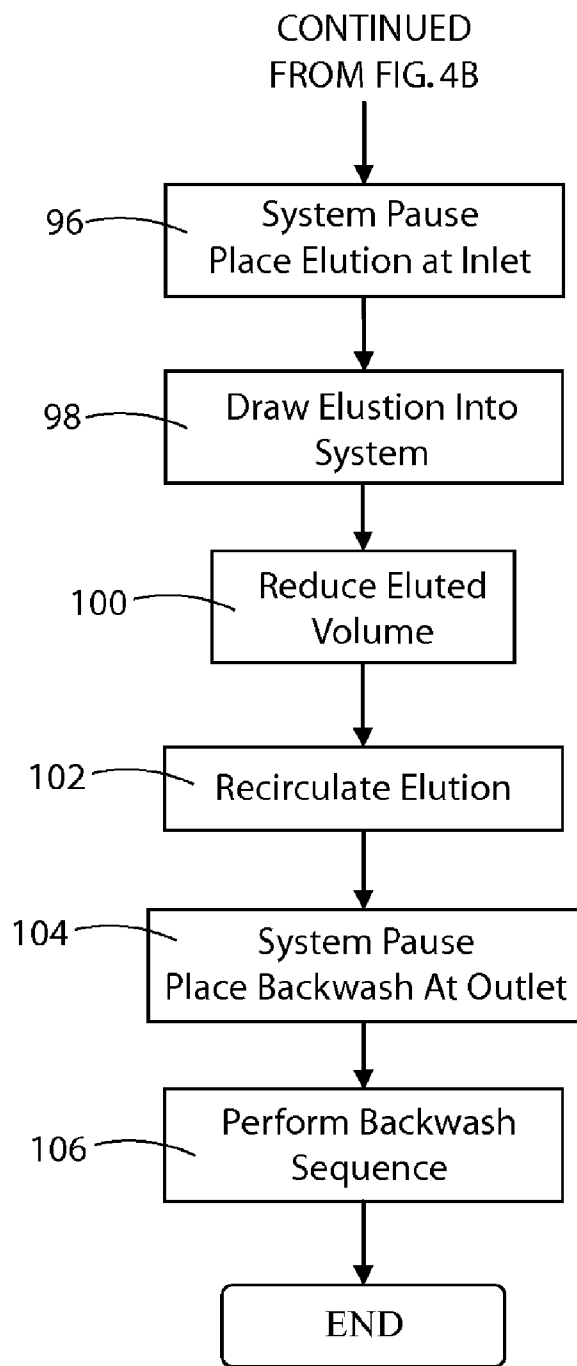 CONTINUED
FROM FIG. 4B
96
System Pause
Place Elution at Inlet
98
Draw Elustion Into
System
100
Reduce Eluted
Volume
102
Recirculate Elution
104
System Pause
Place Backwash At Outlet
106
Perform Backwash
Sequence
END